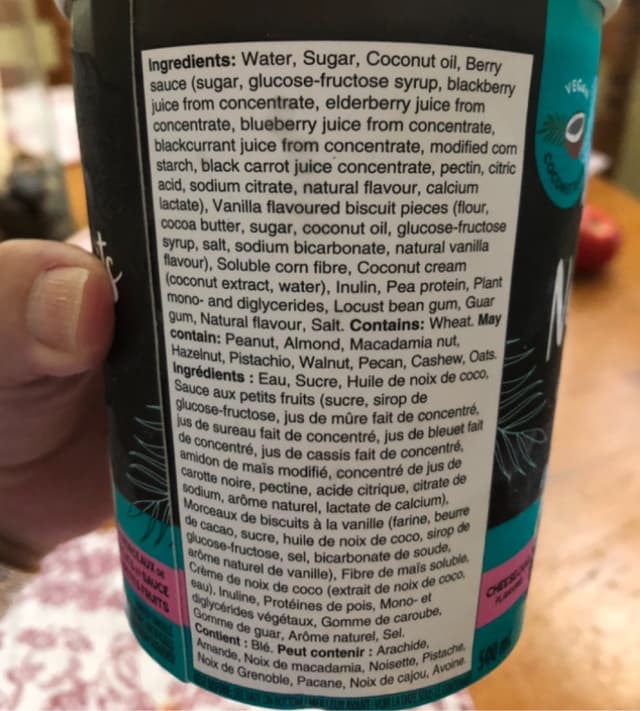 Ingredients: Water, Sugar, Coconut oil, Berry
sauce (sugar, glucose-fructose syrup, blackberry
juice from concentrate, elderberry juice from
concentrate, blueberry juice from concentrate,
blackcurrant juice from concentrate, modified corn
starch, black carrot juice concentrate, pectin, citric
acid, sodium citrate, natural flavour, calcium
lactate), Vanilla flavoured biscuit pieces (flour,
cocoa butter, sugar, coconut oil, glucose-fructose
syrup, salt, sodium bicarbonate, natural vanilla
flavour), Soluble corn fibre, Coconut cream
(coconut extract, water), Inulin, Pea protein, Plant
mono- and diglycerides, Locust bean gum, Guar
gum, Natural flavour, Salt. Contains: Wheat. May
contain: Peanut, Almond, Macadamia nut,
Hazelnut, Pistachio, Walnut, Pecan, Cashew, Oats.
Ingrédients : Eau, Sucre, Huile de noix de coco,
Sauce aux petits fruits (sucre, sirop de
glucose-fructose, jus de mûre fait de concentré,
jus de sureau fait de concentré, jus de bleuet fait
de concentré, jus de cassis fait de concentré,
amidon de maïs modifié, concentré de jus de
carotte noire, pectine, acide citrique, citrate de
sodium, arôme naturel, lactate de calcium),
Morceaux de biscuits à la vanille (farine, beurre
de cacao, sucre, huile de noix de coco, sirop de
glucose-fructose, sel, bicarbonate de soude,
arôme naturel de vanille), Fibre de maïs soluble,
Crème de noix de coco (extrait de noix de coco,
eau), Inuline, Protéines de pois, Mono- et
diglycérides végétaux, Gomme de caroube,
Gomme de guar, Arôme naturel, Sel.
Contient : Blé. Peut contenir : Arachide,
Amande, Noix de macadamia, Noisette, Pistache,
Noix de Grenoble, Pacane, Noix de cajou, Avoine.
VEGAN
SAUCE
FRUITS
500